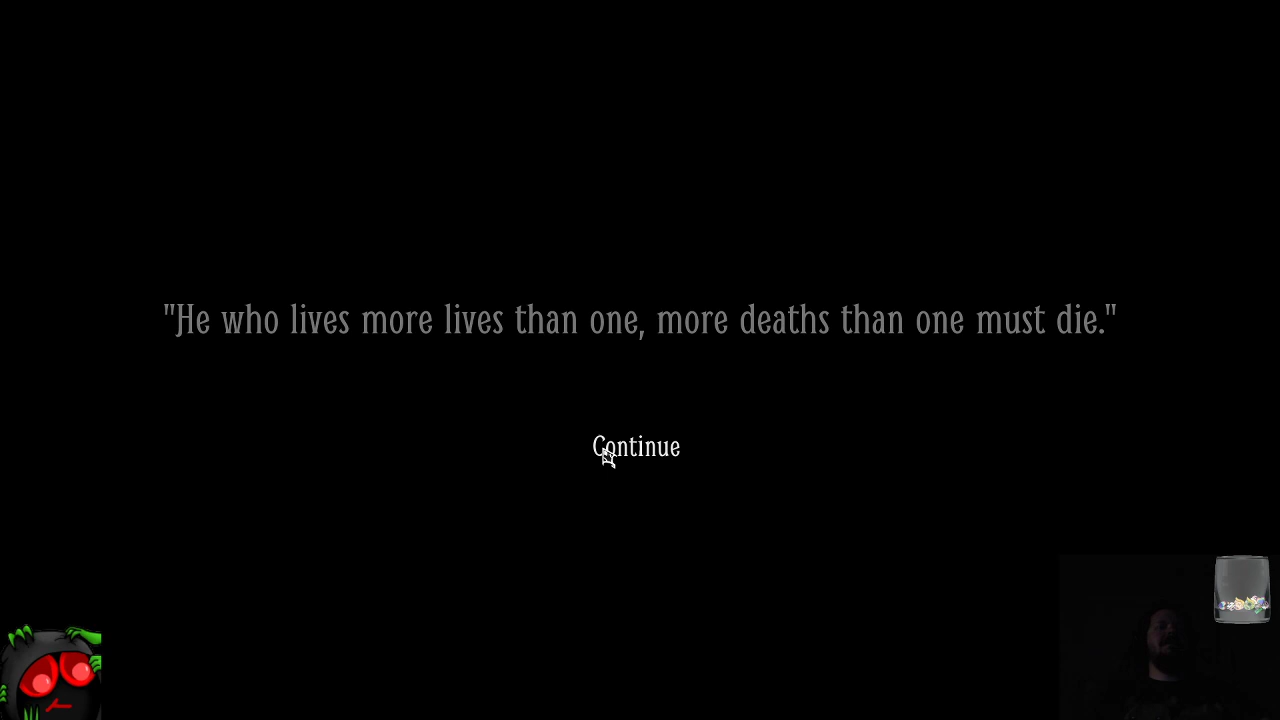 "He who lives more lives than one, more deaths than one must die."
Continue